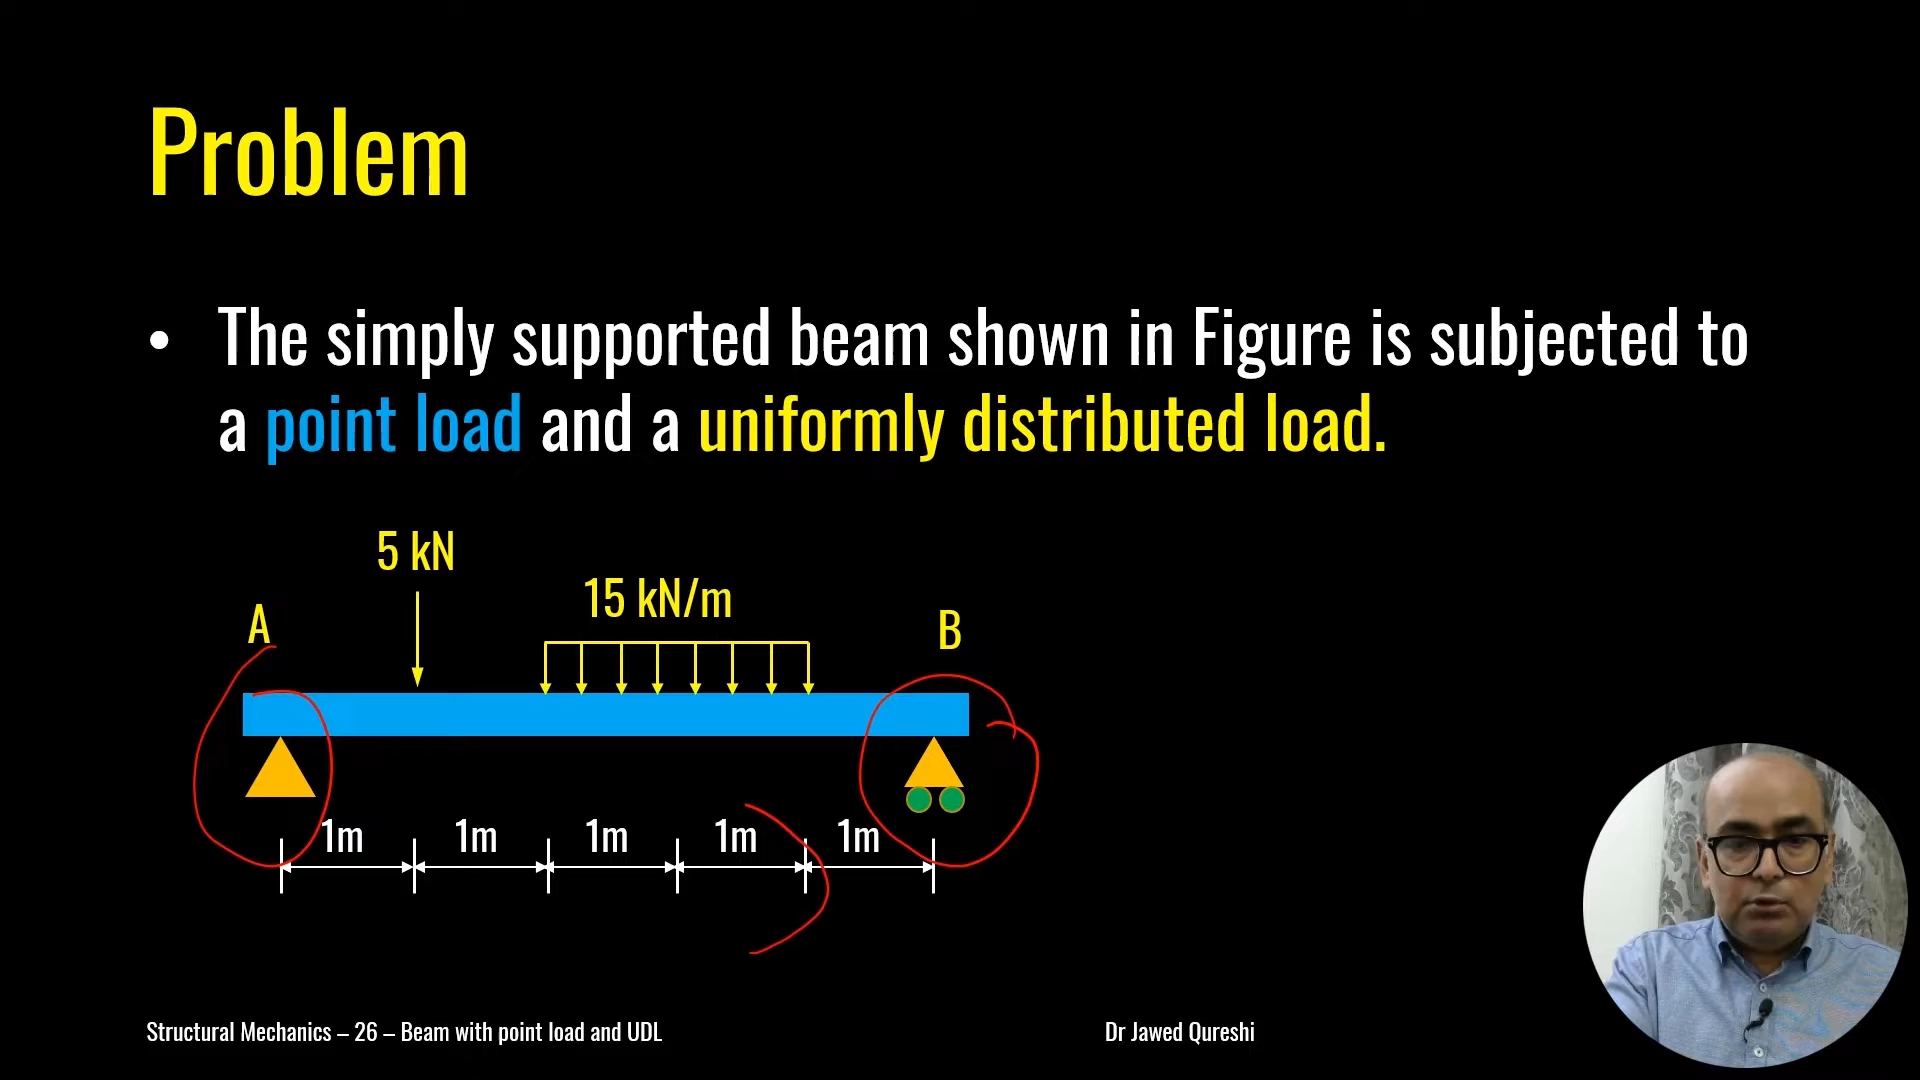 Problem
• The simply supported beam shown in Figure is subjected to
a point load and a uniformly distributed load.
5 kN
15 kN/m
A
B
1m 1m 1m 1m 1m
Structural Mechanics – 26 – Beam with point load and UDL
Dr Jawed Qureshi